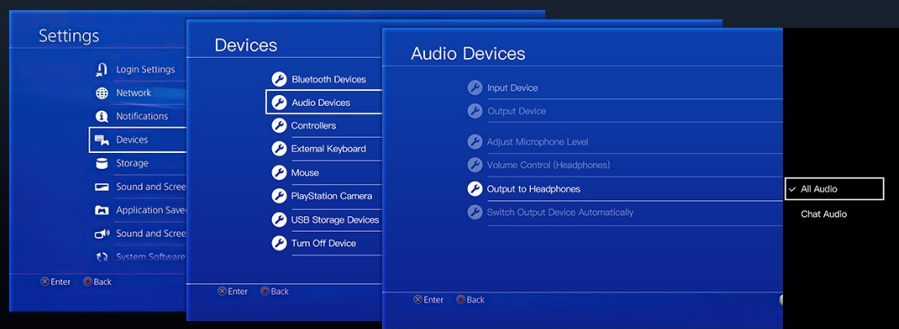 Settings
Login Settings
Network
Notifications
Devices
Storage
Sound and Scree
Application Save
Sound and Scree
System Software
Enter Back
Devices
Bluetooth Devices
Audio Devices
Controllers
External Keyboard
Mouse
PlayStation Camera
USB Storage Devices
Turn Off Device
Enter Back
Audio Devices
Input Device
Output Device
Adjust Microphone Level
Volume Control (Headphones)
Output to Headphones
Switch Output Device Automatically
Enter Back
All Audio
Chat Audio